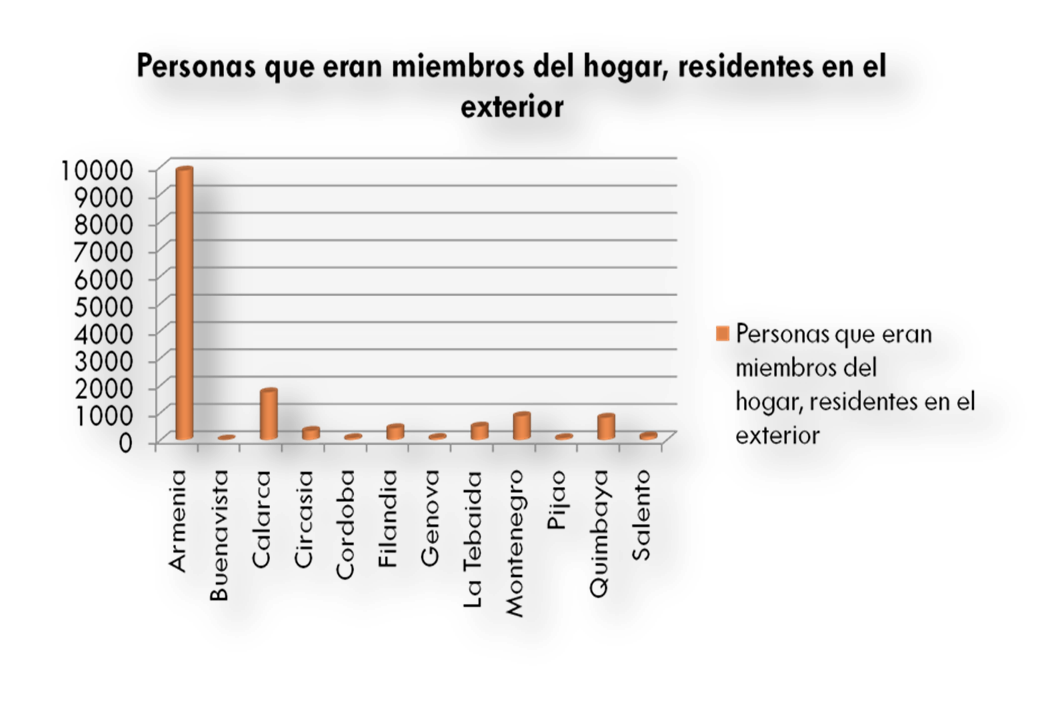 Personas que eran miembros del hogar, residentes en el
exterior
10000
9000
8000
7000
6000
5000
4000
3000
2000
1000
0
Armenia
Buenavista
Calarca
Circasia
Cordoba
Filandia
Genova
La Tebaida
Montenegro
Pijao
Quimbaya
Salento
Personas que eran
miembros del
hogar, residentes en el
exterior